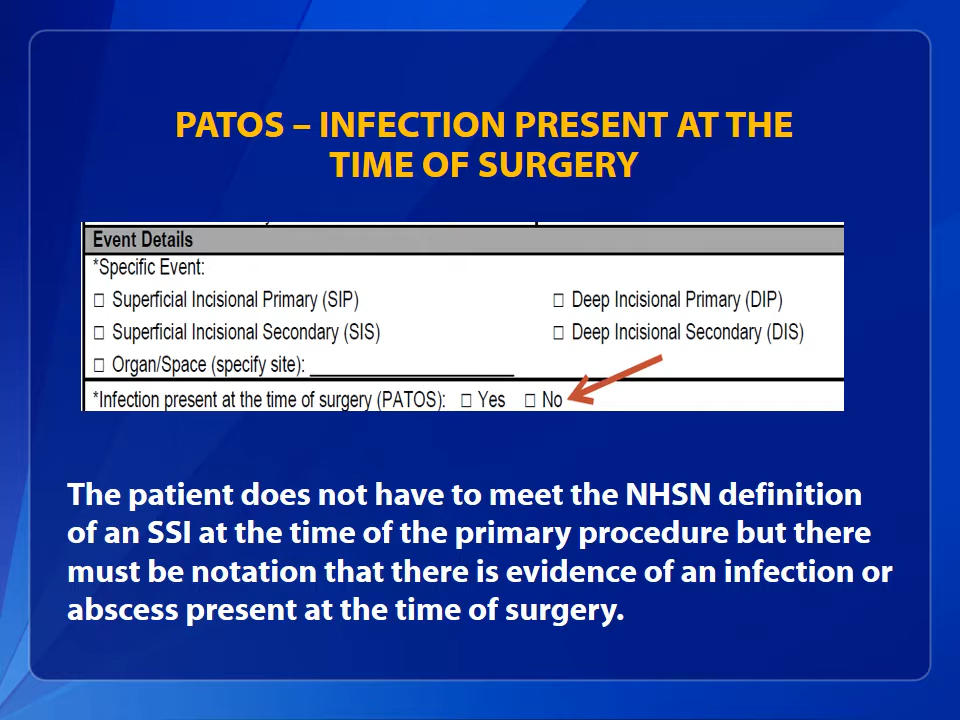 PATOS – INFECTION PRESENT AT THE
TIME OF SURGERY
Event Details
*Specific Event:
□ Superficial Incisional Primary (SIP) □ Deep Incisional Primary (DIP)
□ Superficial Incisional Secondary (SIS) □ Deep Incisional Secondary (DIS)
□ Organ/Space (specify site): ____________________
*Infection present at the time of surgery (PATOS): □ Yes □ No
The patient does not have to meet the NHSN definition
of an SSI at the time of the primary procedure but there
must be notation that there is evidence of an infection or
abscess present at the time of surgery.